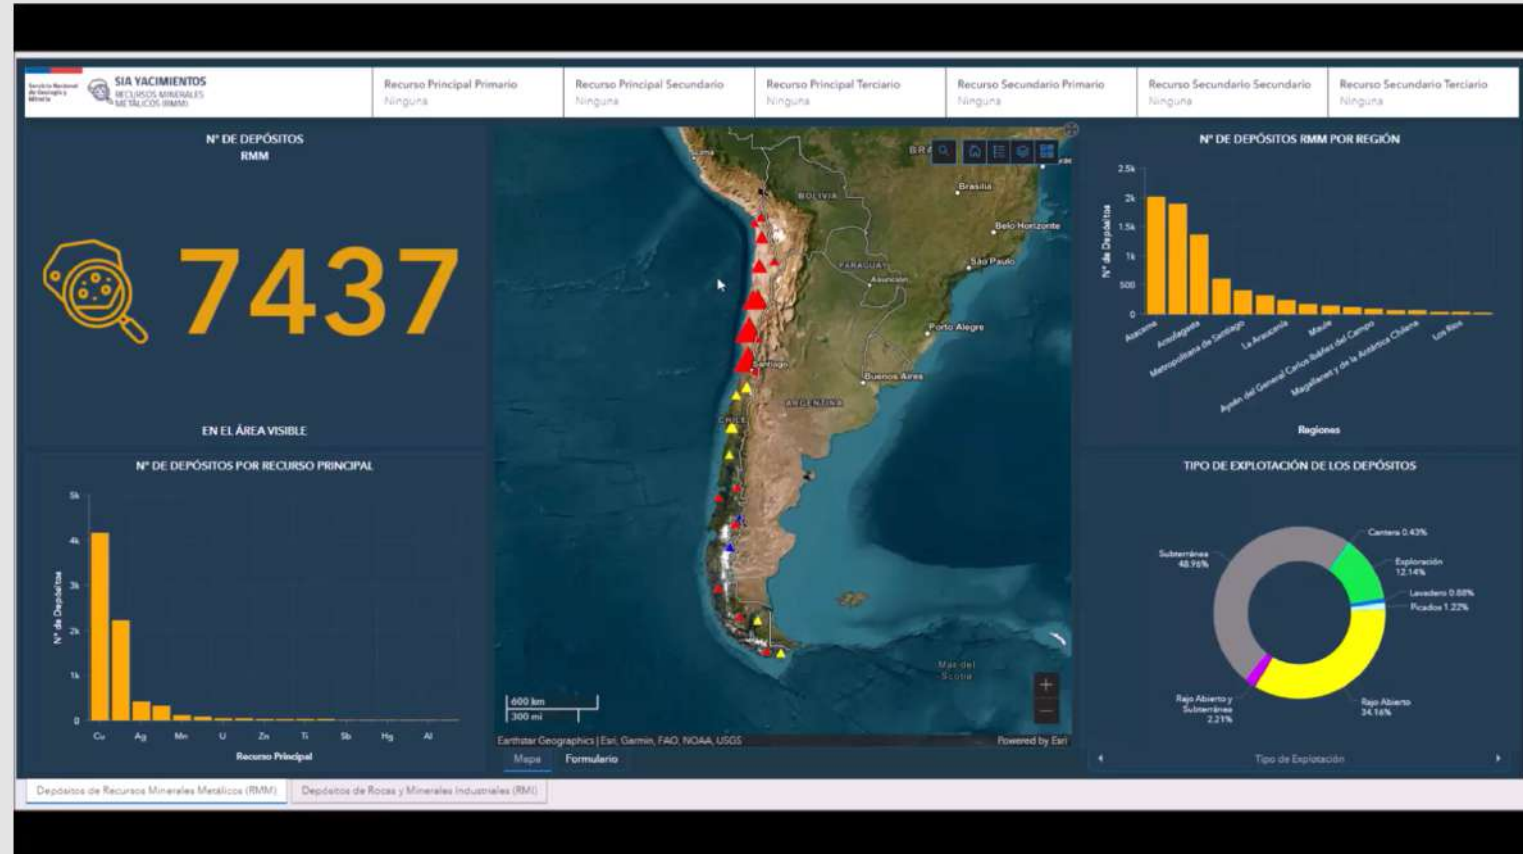 Servicio Nacional
de Geología y
Minería
SIA YACIMIENTOS
RECURSOS MINERALES
METÁLICOS (RMM)
Recurso Principal Primario
Ninguna
Recurso Principal Secundario
Ninguna
Recurso Principal Terciario
Ninguna
Recurso Secundario Primario
Ninguna
Recurso Secundario Secundario
Ninguna
Recurso Secundario Terciario
Ninguna
N° DE DEPÓSITOS
RMM
7437
EN EL ÁREA VISIBLE
N° DE DEPÓSITOS POR RECURSO PRINCIPAL
N° de Depósitos
5k
4k
3k
2k
1k
0
Cu
Ag
Mn
U
Zn
Ti
Sb
Hg
Al
Recurso Principal
Lima
BOLIVIA
Brasilia
Belo Horizonte
PARAGUAY
São Paulo
Asunción
Porto Alegre
Santiago
Buenos Aires
ARGENTINA
CHILE
Mar del
Scotia
600 km
300 mi
Earthstar Geographics | Esri, Garmin, FAO, NOAA, USGS
Powered by Esri
Mapa
Formulario
N° DE DEPÓSITOS RMM POR REGIÓN
N° de Depósitos
2.5k
2k
1.5k
1k
500
0
Atacama
Antofagasta
Metropolitana de Santiago
La Araucanía
Maule
Aysén del General Carlos Ibáñez del Campo
Magallanes y de la Antártica Chilena
Los Ríos
Regiones
TIPO DE EXPLOTACIÓN DE LOS DEPÓSITOS
Cantera 0.43%
Exploración
12.14%
Lavadero 0.88%
Picados 1.22%
Rajo Abierto
34.16%
Rajo Abierto y
Subterránea
2.21%
Subterránea
48.96%
Tipo de Explotación
Depósitos de Recursos Minerales Metálicos (RMM)
Depósitos de Rocas y Minerales Industriales (RMI)